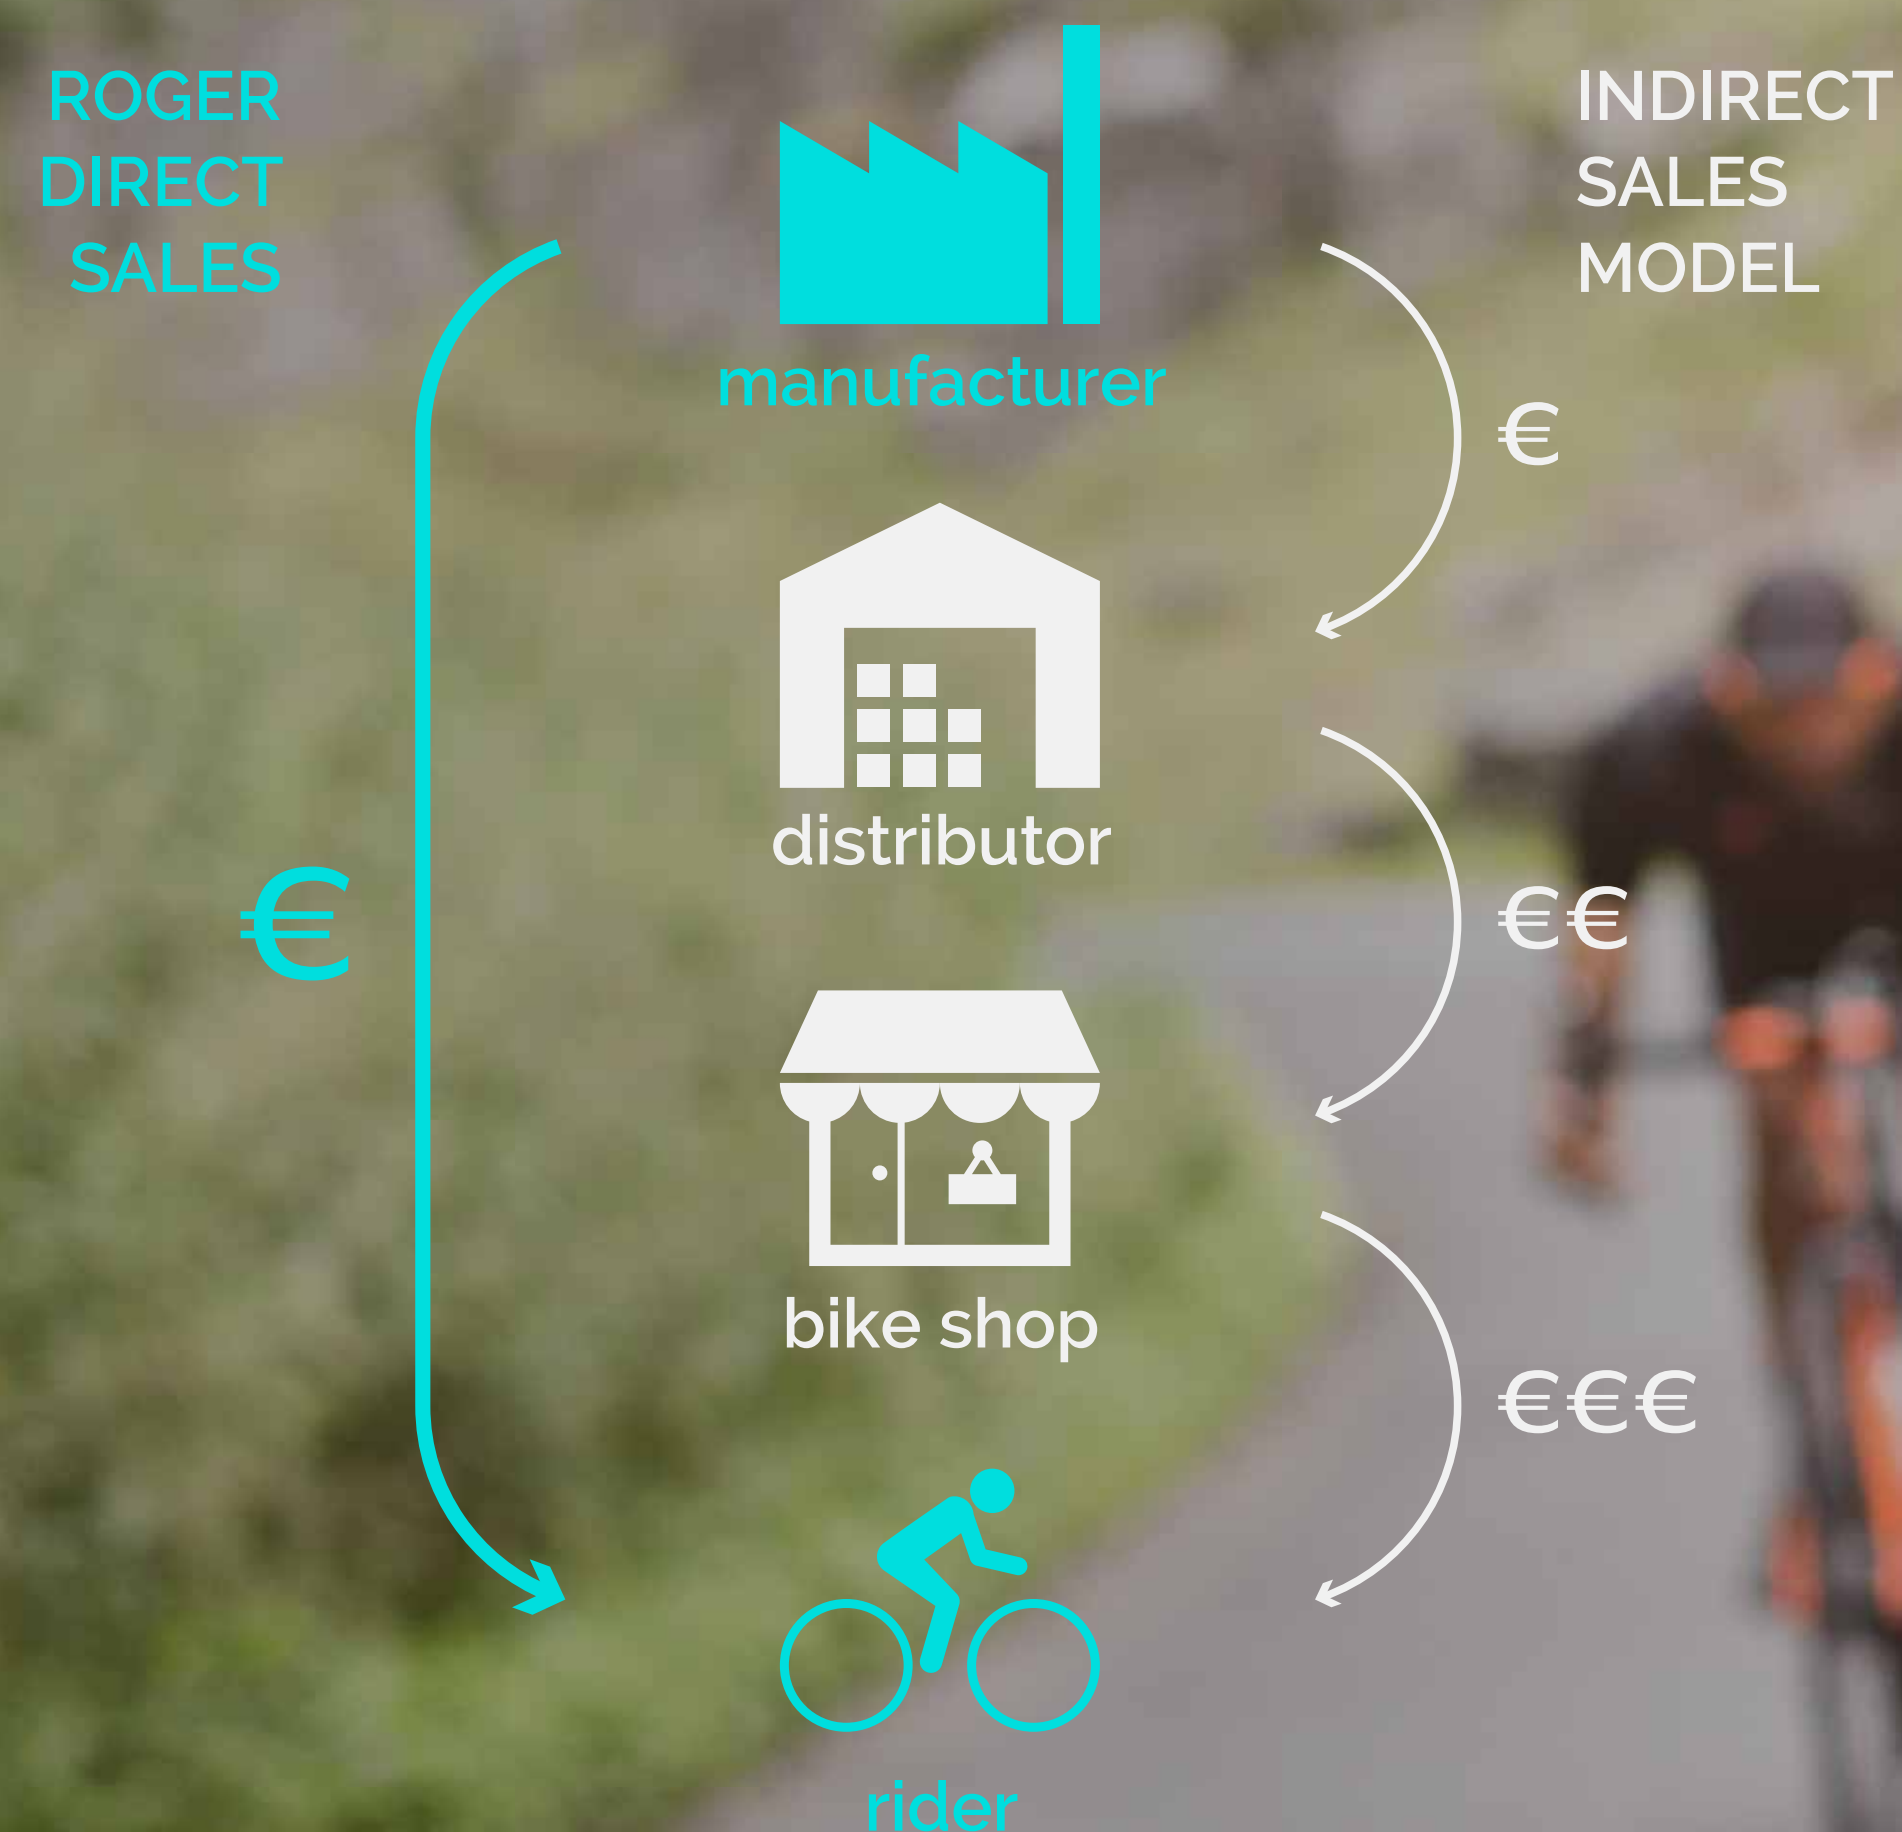 ROGER
DIRECT
SALES
INDIRECT
SALES
MODEL
manufacturer
€
distributor
€
€€
bike shop
€€€
rider